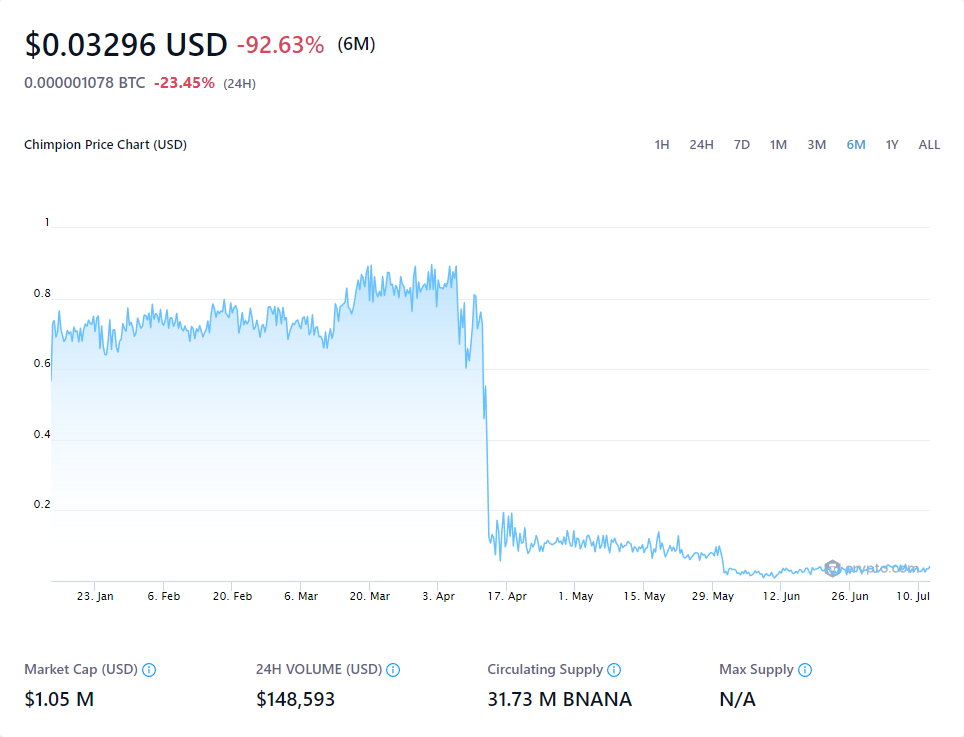 $0.03296 USD -92.63% (6M)
0.000001078 BTC -23.45% (24H)
Chimpion Price Chart (USD) 1H 24H 7D 1M 3M 6M 1Y ALL
1
0.8
0.6
0.4
0.2
crypto.com
23. Jan 6. Feb 20. Feb 6. Mar 20. Mar 3. Apr 17. Apr 1. May 15. May 29. May 12. Jun 26. Jun 10. Jul
Market Cap (USD) 24H VOLUME (USD) Circulating Supply Max Supply
$1.05 M $148,593 31.73 M BNANA N/A